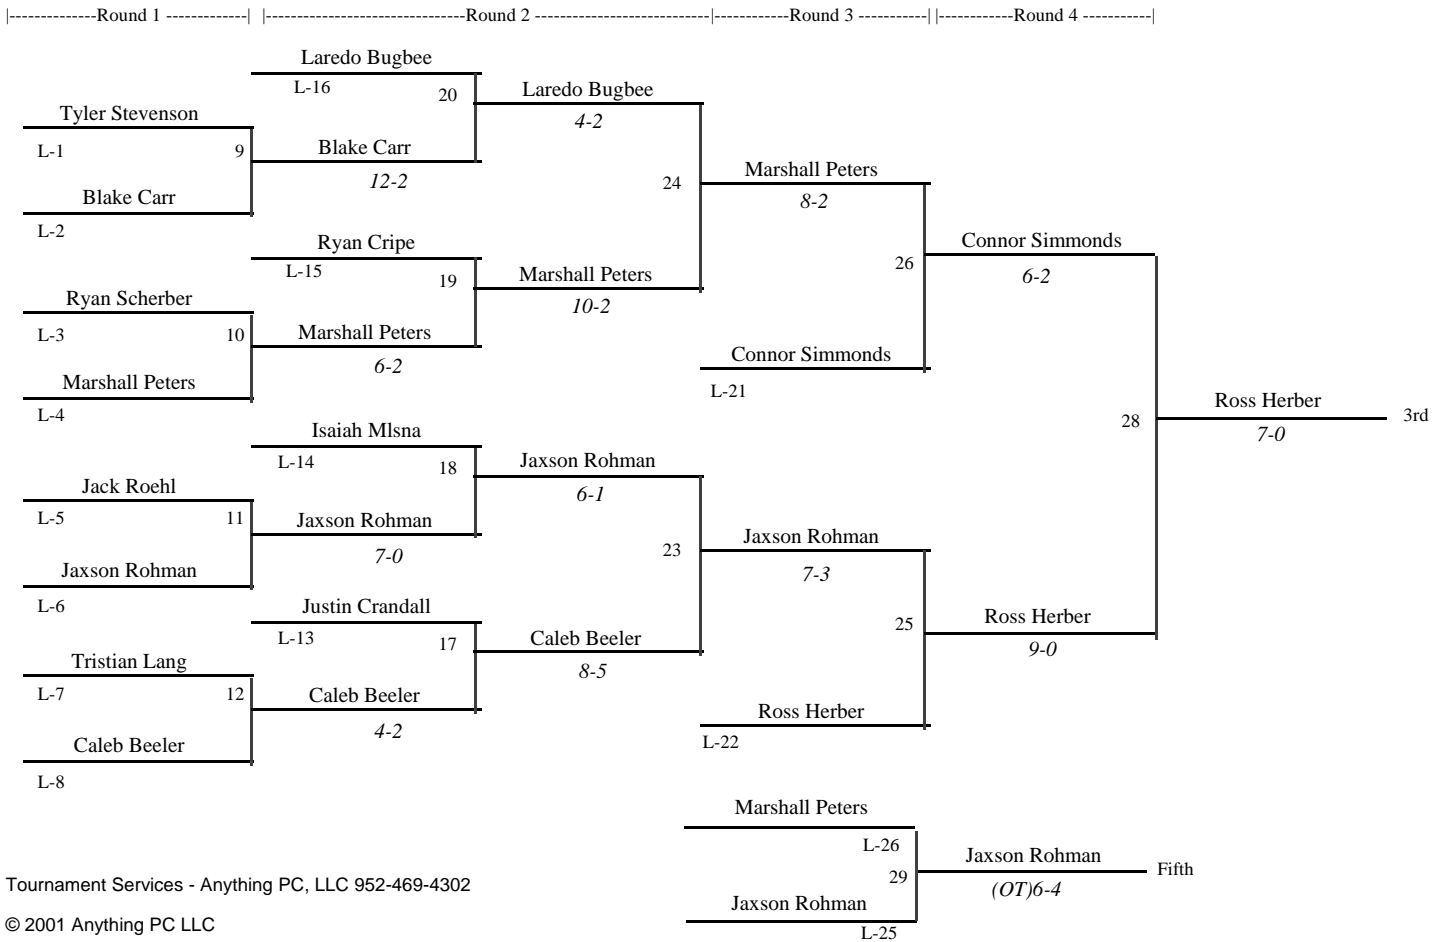 |-------------Round 1 -------------| |-----------------------------Round 2 -------------------------|-----------Round 3 -----------| |-----------Round 4 -----------|
Laredo Bugbee
L-16
20
Laredo Bugbee
4-2
Tyler Stevenson
L-1
9
Blake Carr
12-2
Blake Carr
L-2
24
Marshall Peters
8-2
Ryan Cripe
L-15
19
Marshall Peters
10-2
Connor Simmonds
6-2
26
Ryan Scherber
L-3
10
Marshall Peters
6-2
Marshall Peters
L-4
Connor Simmonds
L-21
28
Ross Herber
7-0
3rd
Isaiah Mlsna
L-14
18
Jaxson Rohman
6-1
Jack Roehl
L-5
11
Jaxson Rohman
7-0
Jaxson Rohman
L-6
23
Jaxson Rohman
7-3
Justin Crandall
L-13
17
Caleb Beeler
8-5
25
Ross Herber
9-0
Tristian Lang
L-7
12
Caleb Beeler
4-2
Caleb Beeler
L-8
Ross Herber
L-22
Marshall Peters
L-26
29
Jaxson Rohman
(OT)6-4
Fifth
Jaxson Rohman
L-25
Tournament Services - Anything PC, LLC 952-469-4302
© 2001 Anything PC LLC